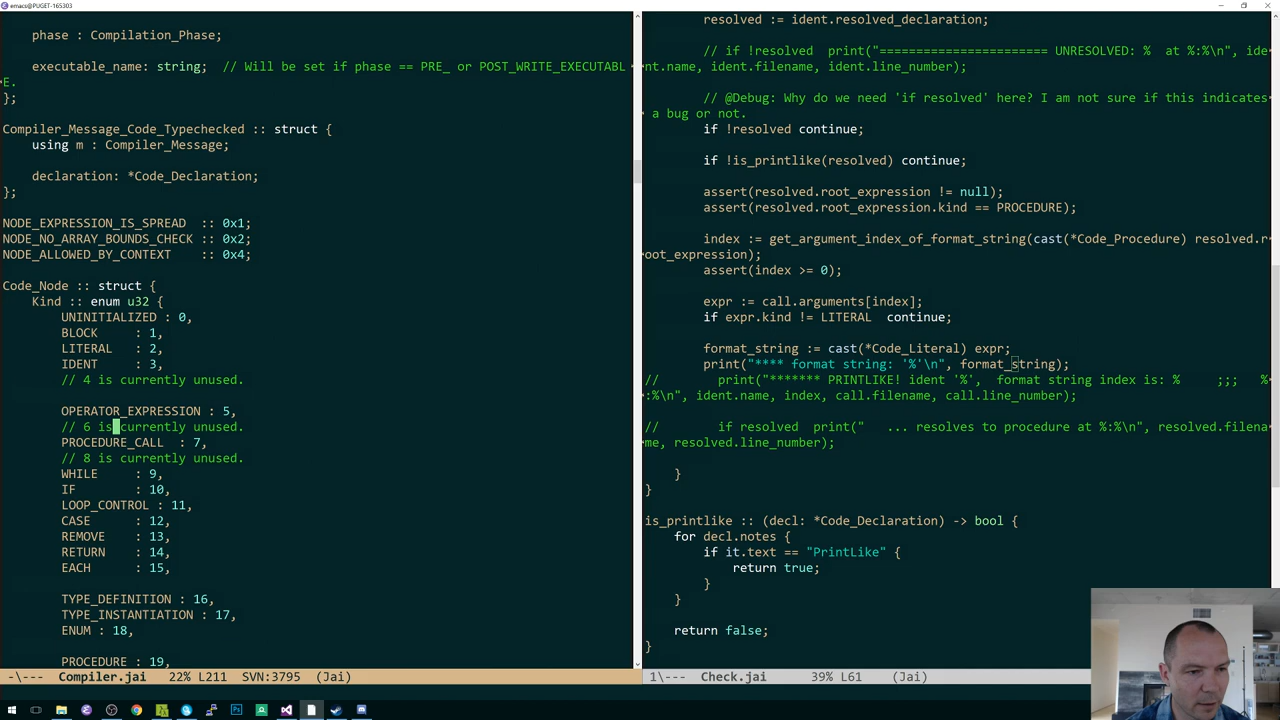 emacs@PUGET-165303
phase : Compilation_Phase;
executable_name: string;  // Will be set if phase == PRE_ or POST_WRITE_EXECUTABL
E.
};
Compiler_Message_Code_Typechecked :: struct {
using m : Compiler_Message;
declaration: *Code_Declaration;
};
NODE_EXPRESSION_IS_SPREAD  :: 0x1;
NODE_NO_ARRAY_BOUNDS_CHECK :: 0x2;
NODE_ALLOWED_BY_CONTEXT    :: 0x4;
Code_Node :: struct {
Kind :: enum u32 {
UNINITIALIZED : 0,
BLOCK     : 1,
LITERAL   : 2,
IDENT     : 3,
// 4 is currently unused.
OPERATOR_EXPRESSION : 5,
// 6 is currently unused.
PROCEDURE_CALL  : 7,
// 8 is currently unused.
WHILE     : 9,
IF        : 10,
LOOP_CONTROL : 11,
CASE      : 12,
REMOVE    : 13,
RETURN    : 14,
EACH      : 15,
TYPE_DEFINITION : 16,
TYPE_INSTANTIATION : 17,
ENUM : 18,
PROCEDURE : 19,
-\---  Compiler.jai   22% L211   SVN:3795  (Jai)
resolved := ident.resolved_declaration;
// if !resolved  print("======================= UNRESOLVED: %  at %:%\n", ide
nt.name, ident.filename, ident.line_number);
// @Debug: Why do we need 'if resolved' here? I am not sure if this indicates
a bug or not.
if !resolved continue;
if !is_printlike(resolved) continue;
assert(resolved.root_expression != null);
assert(resolved.root_expression.kind == PROCEDURE);
index := get_argument_index_of_format_string(cast(*Code_Procedure) resolved.r
oot_expression);
assert(index >= 0);
expr := call.arguments[index];
if expr.kind != LITERAL  continue;
format_string := cast(*Code_Literal) expr;
print("**** format string: '%'\n", format_string);
//        print("******* PRINTLIKE! ident '%',  format string index is: %     ;;;   %
:%\n", ident.name, index, call.filename, call.line_number);
//        if resolved  print("   ... resolves to procedure at %:%\n", resolved.filena
me, resolved.line_number);
}
}
is_printlike :: (decl: *Code_Declaration) -> bool {
for decl.notes {
if it.text == "PrintLike" {
return true;
}
}
return false;
}
1\---  Check.jai      39% L61    (Jai)